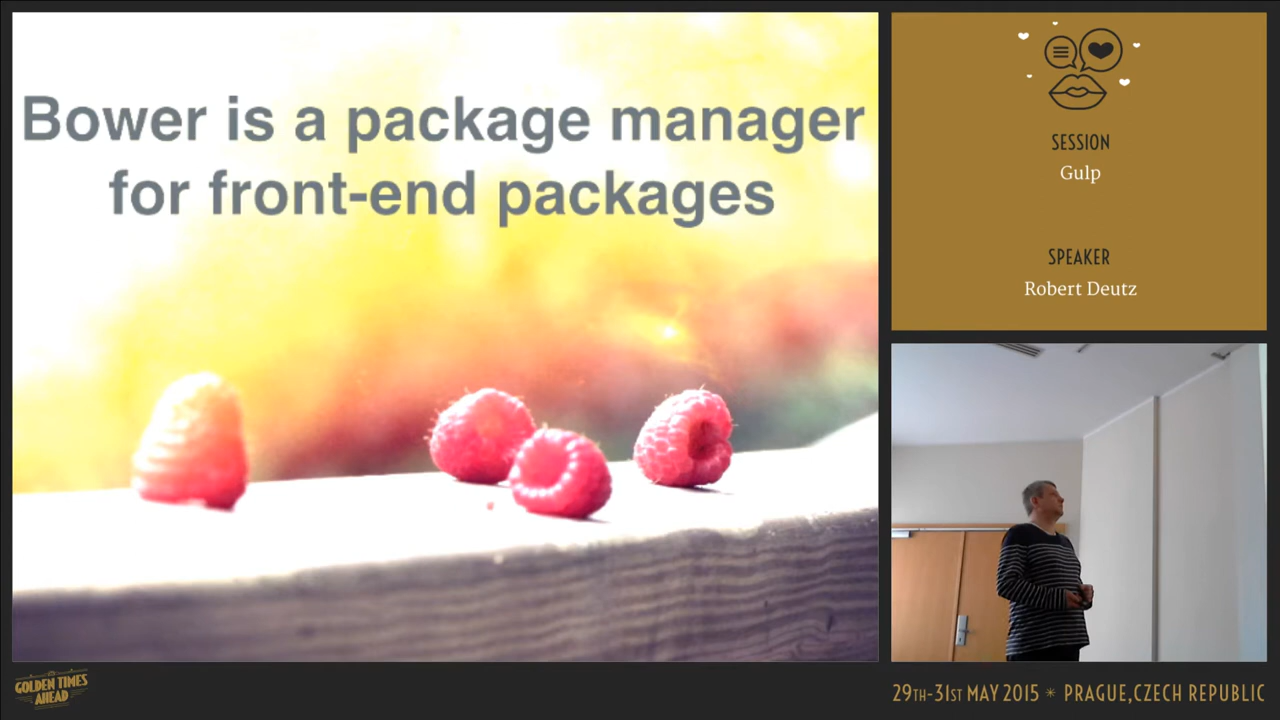 Bower is a package manager
for front-end packages
SESSION
Gulp
SPEAKER
Robert Deutz
GOLDEN TIMES
AHEAD
29TH-31ST MAY 2015 * PRAGUE,CZECH REPUBLIC